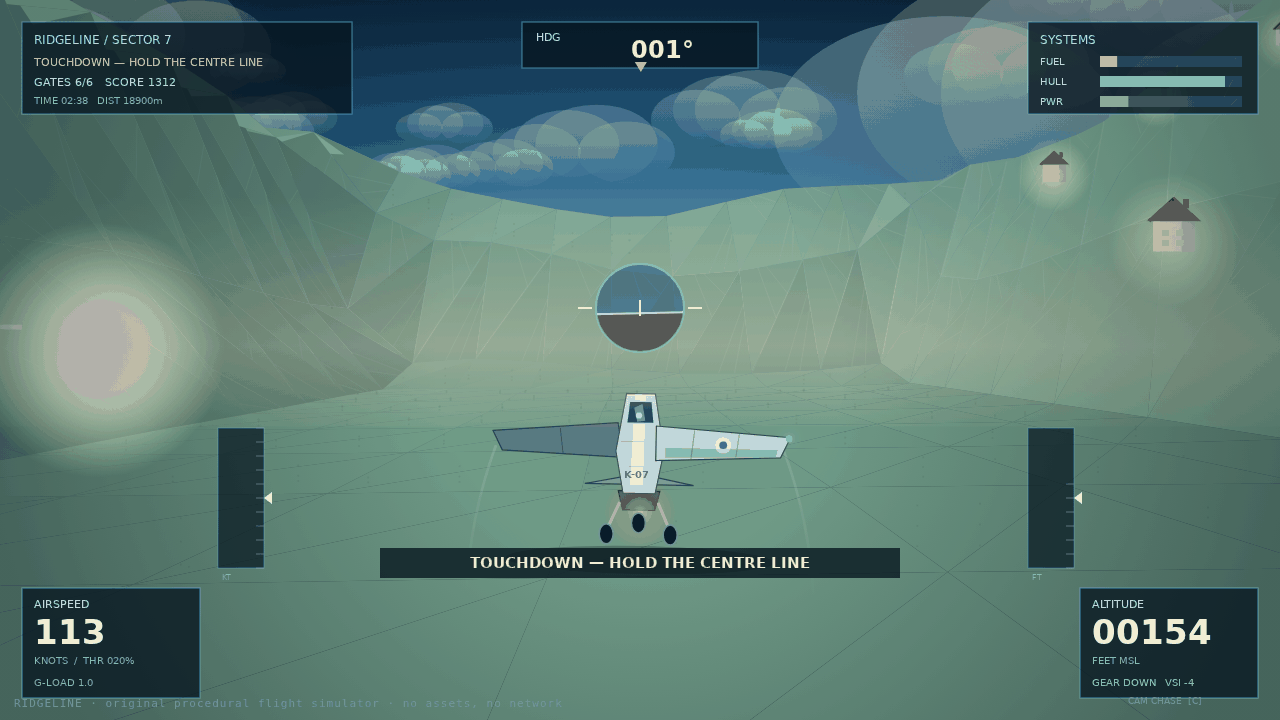 RIDGELINE / SECTOR 7
TOUCHDOWN — HOLD THE CENTRE LINE
GATES 6/6 SCORE 1312
TIME 02:38 DIST 18900m
HDG
001°
SYSTEMS
FUEL
HULL
PWR
K-07
TOUCHDOWN — HOLD THE CENTRE LINE
KT
FT
AIRSPEED
113
KNOTS / THR 020%
G-LOAD 1.0
ALTITUDE
00154
FEET MSL
GEAR DOWN VSI -4
CAM CHASE [C]
RIDGELINE · original procedural flight simulator · no assets, no network